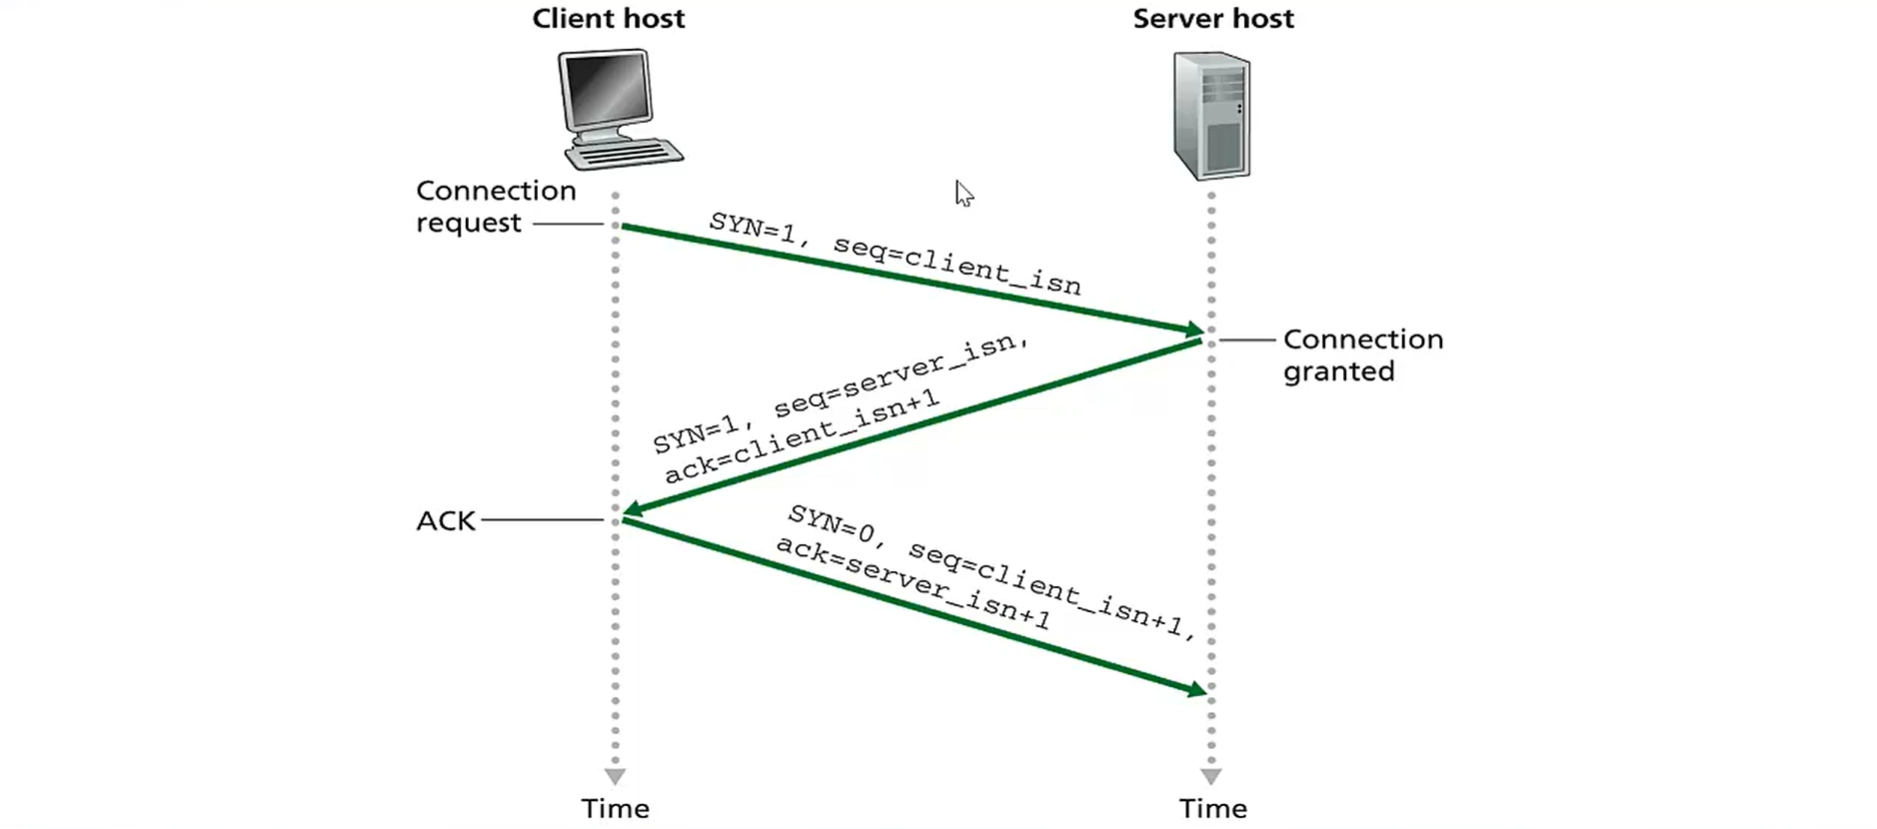 Client host
Server host
Connection
request
SYN=1, seq=client_isn
Connection
granted
SYN=1, seq=server_isn,
ack=client_isn+1
ACK
SYN=0, seq=client_isn+1,
ack=server_isn+1
Time
Time